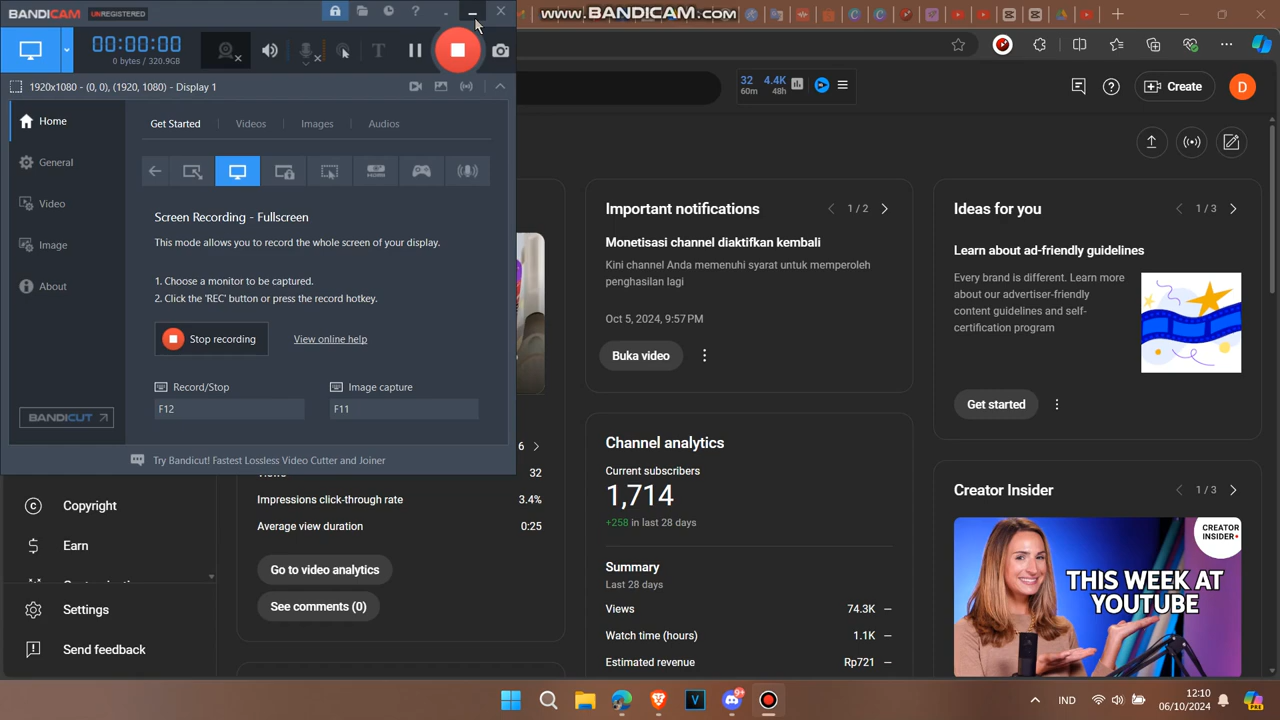 BANDICAM UNREGISTERED
www.BANDICAM.com
00:00:00
0 bytes / 320.9GB
1920x1080 - (0, 0), (1920, 1080) - Display 1
Home
General
Video
Image
About
BANDICUT
Get Started
Videos
Images
Audios
HDMI
Screen Recording - Fullscreen
This mode allows you to record the whole screen of your display.
1. Choose a monitor to be captured.
2. Click the 'REC' button or press the record hotkey.
Stop recording
View online help
Record/Stop
Image capture
F12
F11
Try Bandicut! Fastest Lossless Video Cutter and Joiner
32
60m
4.4K
48h
Create
D
Copyright
Earn
Settings
Send feedback
6
32
Impressions click-through rate
3.4%
Average view duration
0:25
Go to video analytics
See comments (0)
Important notifications
1 / 2
Monetisasi channel diaktifkan kembali
Kini channel Anda memenuhi syarat untuk memperoleh
penghasilan lagi
Oct 5, 2024, 9:57 PM
Buka video
Channel analytics
Current subscribers
1,714
+258 in last 28 days
Summary
Last 28 days
Views
74.3K —
Watch time (hours)
1.1K —
Estimated revenue
Rp721 —
Ideas for you
1 / 3
Learn about ad-friendly guidelines
Every brand is different. Learn more
about our advertiser-friendly
content guidelines and self-
certification program
Get started
Creator Insider
1 / 3
CREATOR
INSIDER
THIS WEEK AT
YOUTUBE
IND
12:10
06/10/2024